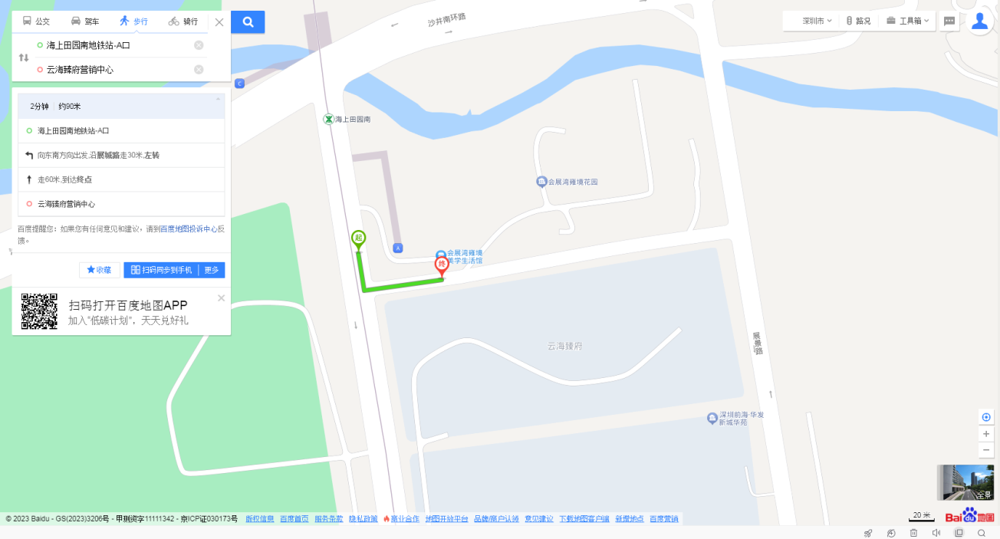 公交
驾车
步行
骑行
海上田园南地铁站-A口
云海臻府营销中心
2分钟 约90米
海上田园南地铁站-A口
向东南方向出发,沿展城路走30米,左转
走60米,到达终点
云海臻府营销中心
百度提醒您：如果您有任何意见和建议，请到百度地图投诉中心反
馈。
收藏
扫码同步到手机
更多
扫码打开百度地图APP
加入“低碳计划”，天天兑好礼
沙井南环路
深圳市
路况
工具箱
C
海上田园南
会展湾雍境花园
起
A
会展湾雍境
美学生活馆
终
云海臻府
展景路
深圳前海·华发
新城华苑
全景
20 米
Bai du 地图
© 2023 Baidu - GS(2023)3206号 - 甲测资字11111342 - 京ICP证030173号 版权信息 百度首页 服务条款 隐私政策 商业合作 地图开放平台 品牌/商户认领 意见建议 下载地图客户端 新增地点 百度营销